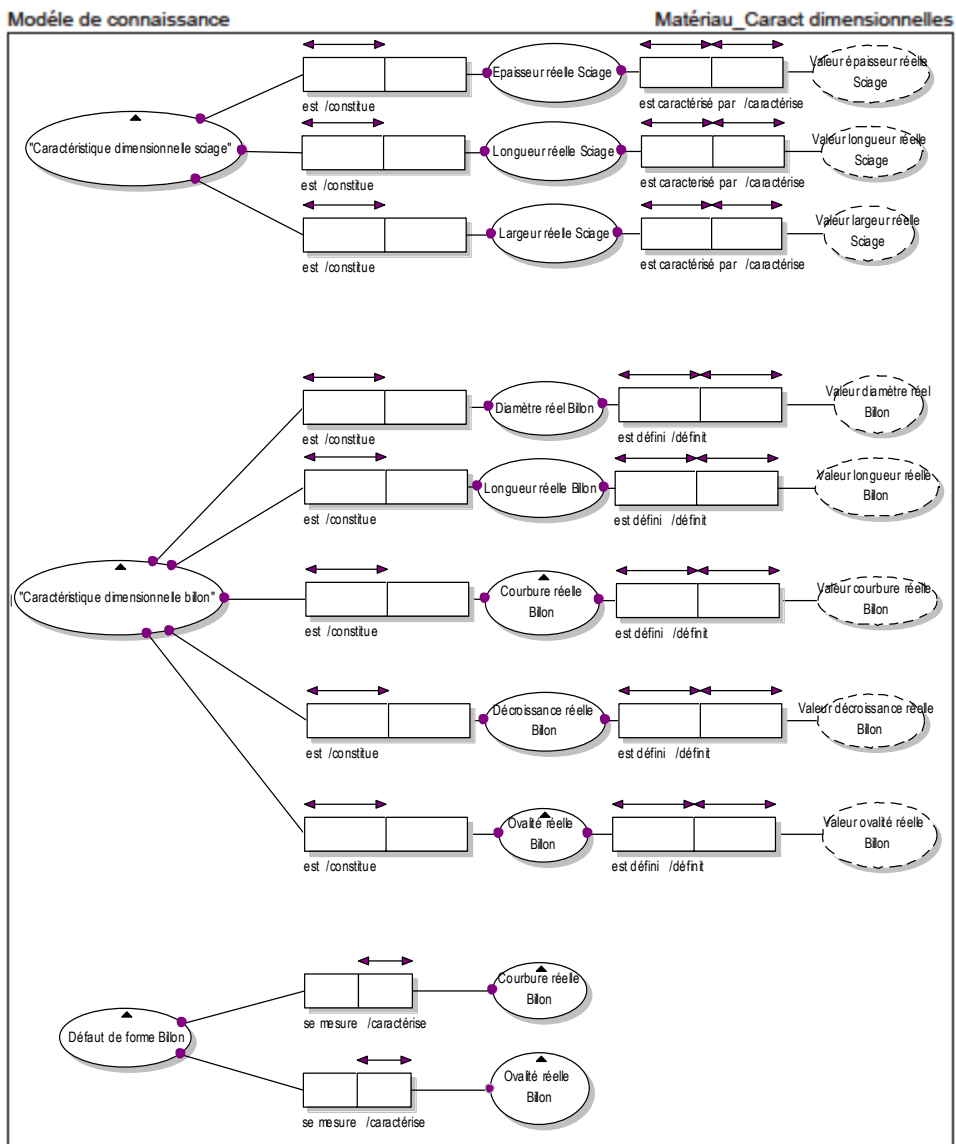 Modéle de connaissance
Matériau_Caract dimensionnelles
"Caractéristique dimensionnelle sciage"
est /constitue
Epaisseur réelle Sciage
est caractérisé par /caractérise
Valeur épaisseur réelle
Sciage
est /constitue
Longueur réelle Sciage
est caracterisé par /caractérise
Valeur longueur réelle
Sciage
est /constitue
Largeur réelle Sciage
est caractérisé par /caractérise
Valeur largeur réelle
Sciage
"Caractéristique dimensionnelle billon"
est /constitue
Diamètre réel Billon
est défini /définit
Valeur diamètre réel
Billon
est /constitue
Longueur réelle Billon
est défini /définit
Valeur longueur réelle
Billon
est /constitue
Courbure réelle
Billon
est défini /définit
Valeur courbure réelle
Billon
est /constitue
Décroissance réelle
Billon
est défini /définit
Valeur décroissance réelle
Billon
est /constitue
Ovalité réelle
Billon
est défini /définit
Valeur ovalité réelle
Billon
Défaut de forme Billon
se mesure /caractérise
Courbure réelle
Billon
se mesure /caractérise
Ovalité réelle
Billon